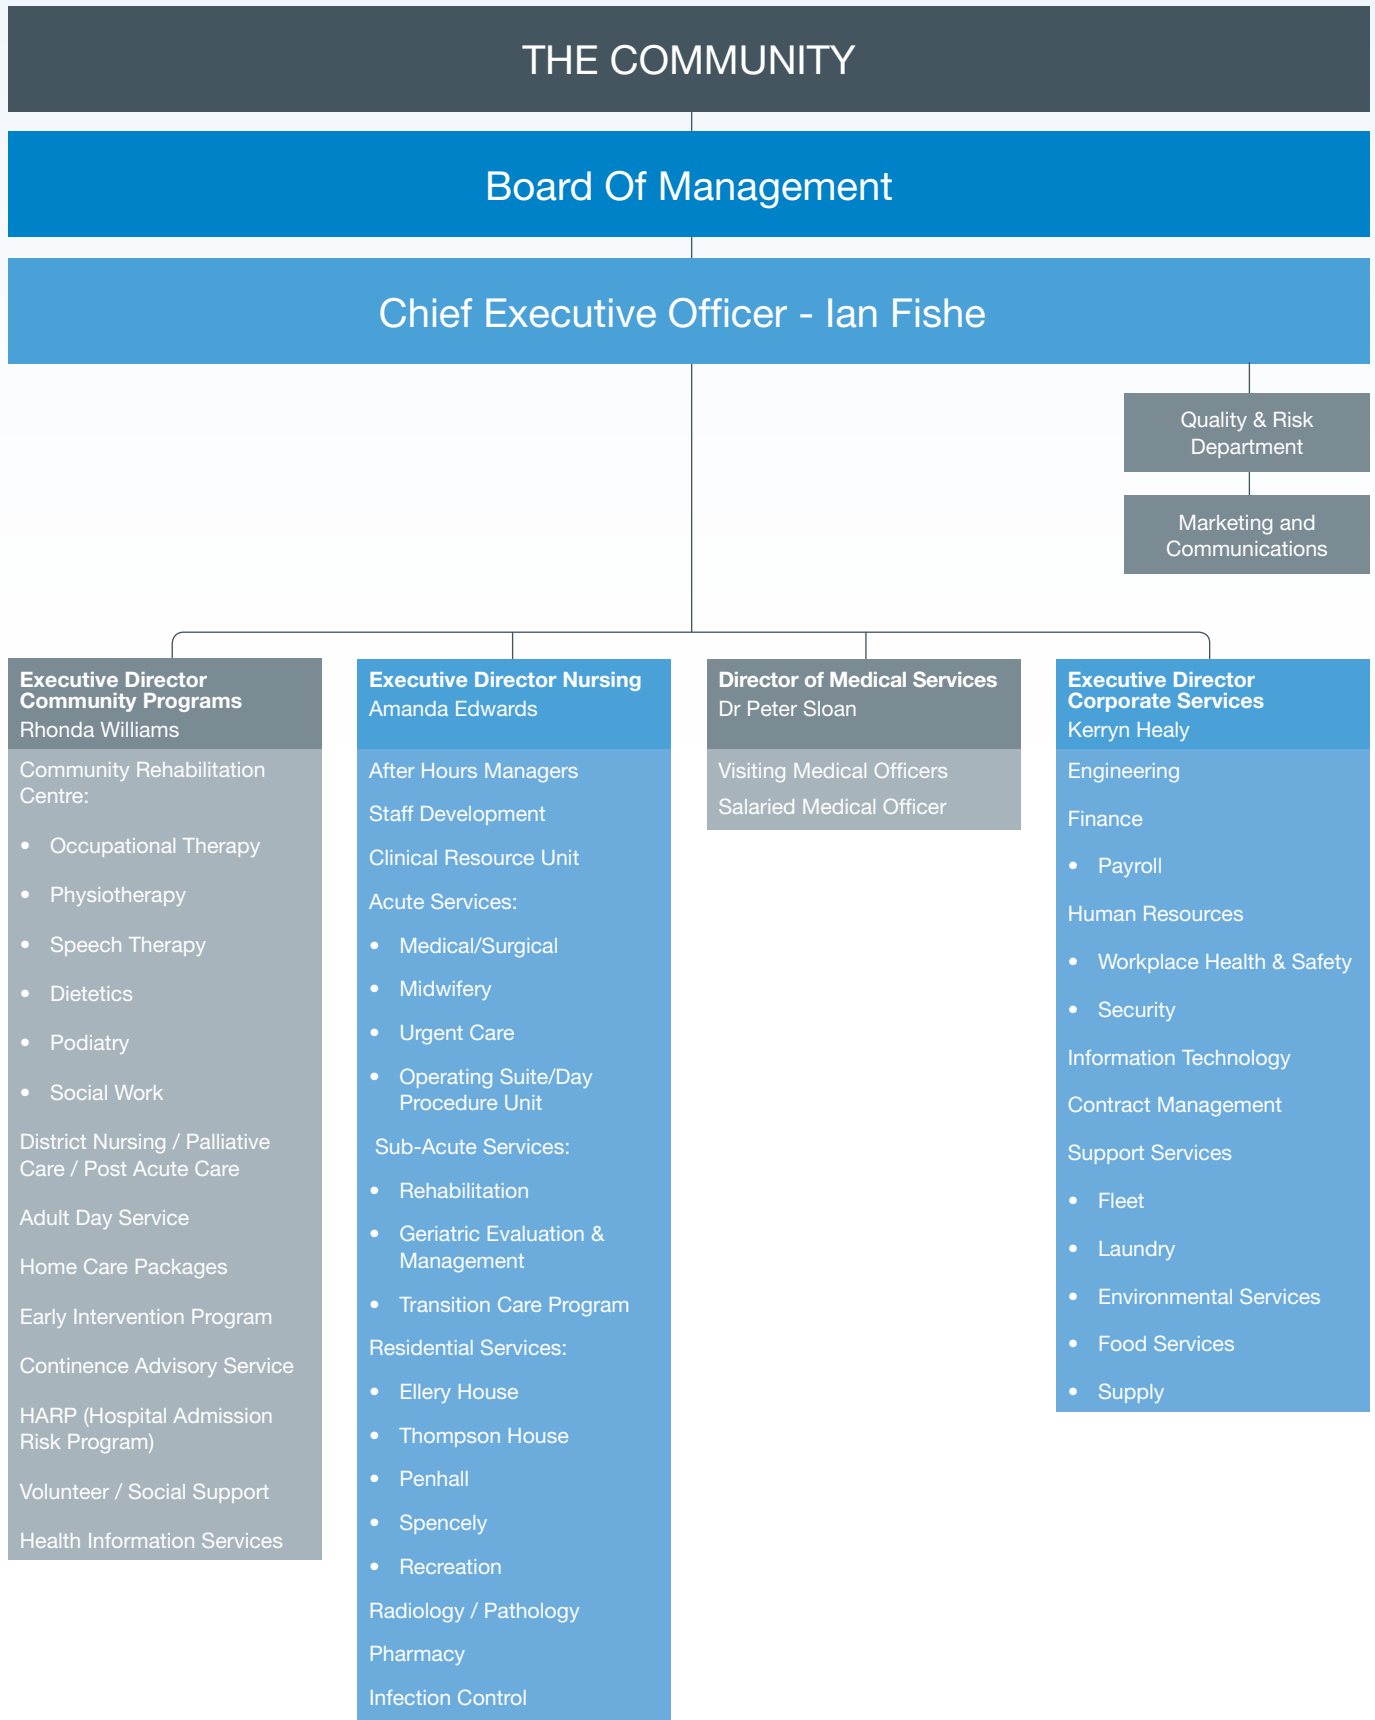 THE COMMUNITY
Board Of Management
Chief Executive Officer - Ian Fishe
Quality & Risk
Department
Marketing and
Communications
Executive Director
Community Programs
Rhonda Williams
Community Rehabilitation
Centre:
• Occupational Therapy
• Physiotherapy
• Speech Therapy
• Dietetics
• Podiatry
• Social Work
District Nursing / Palliative
Care / Post Acute Care
Adult Day Service
Home Care Packages
Early Intervention Program
Continence Advisory Service
HARP (Hospital Admission
Risk Program)
Volunteer / Social Support
Health Information Services
Executive Director Nursing
Amanda Edwards
After Hours Managers
Staff Development
Clinical Resource Unit
Acute Services:
• Medical/Surgical
• Midwifery
• Urgent Care
• Operating Suite/Day
Procedure Unit
Sub-Acute Services:
• Rehabilitation
• Geriatric Evaluation &
Management
• Transition Care Program
Residential Services:
• Ellery House
• Thompson House
• Penhall
• Spencely
• Recreation
Radiology / Pathology
Pharmacy
Infection Control
Director of Medical Services
Dr Peter Sloan
Visiting Medical Officers
Salaried Medical Officer
Executive Director
Corporate Services
Kerryn Healy
Engineering
Finance
• Payroll
Human Resources
• Workplace Health & Safety
• Security
Information Technology
Contract Management
Support Services
• Fleet
• Laundry
• Environmental Services
• Food Services
• Supply